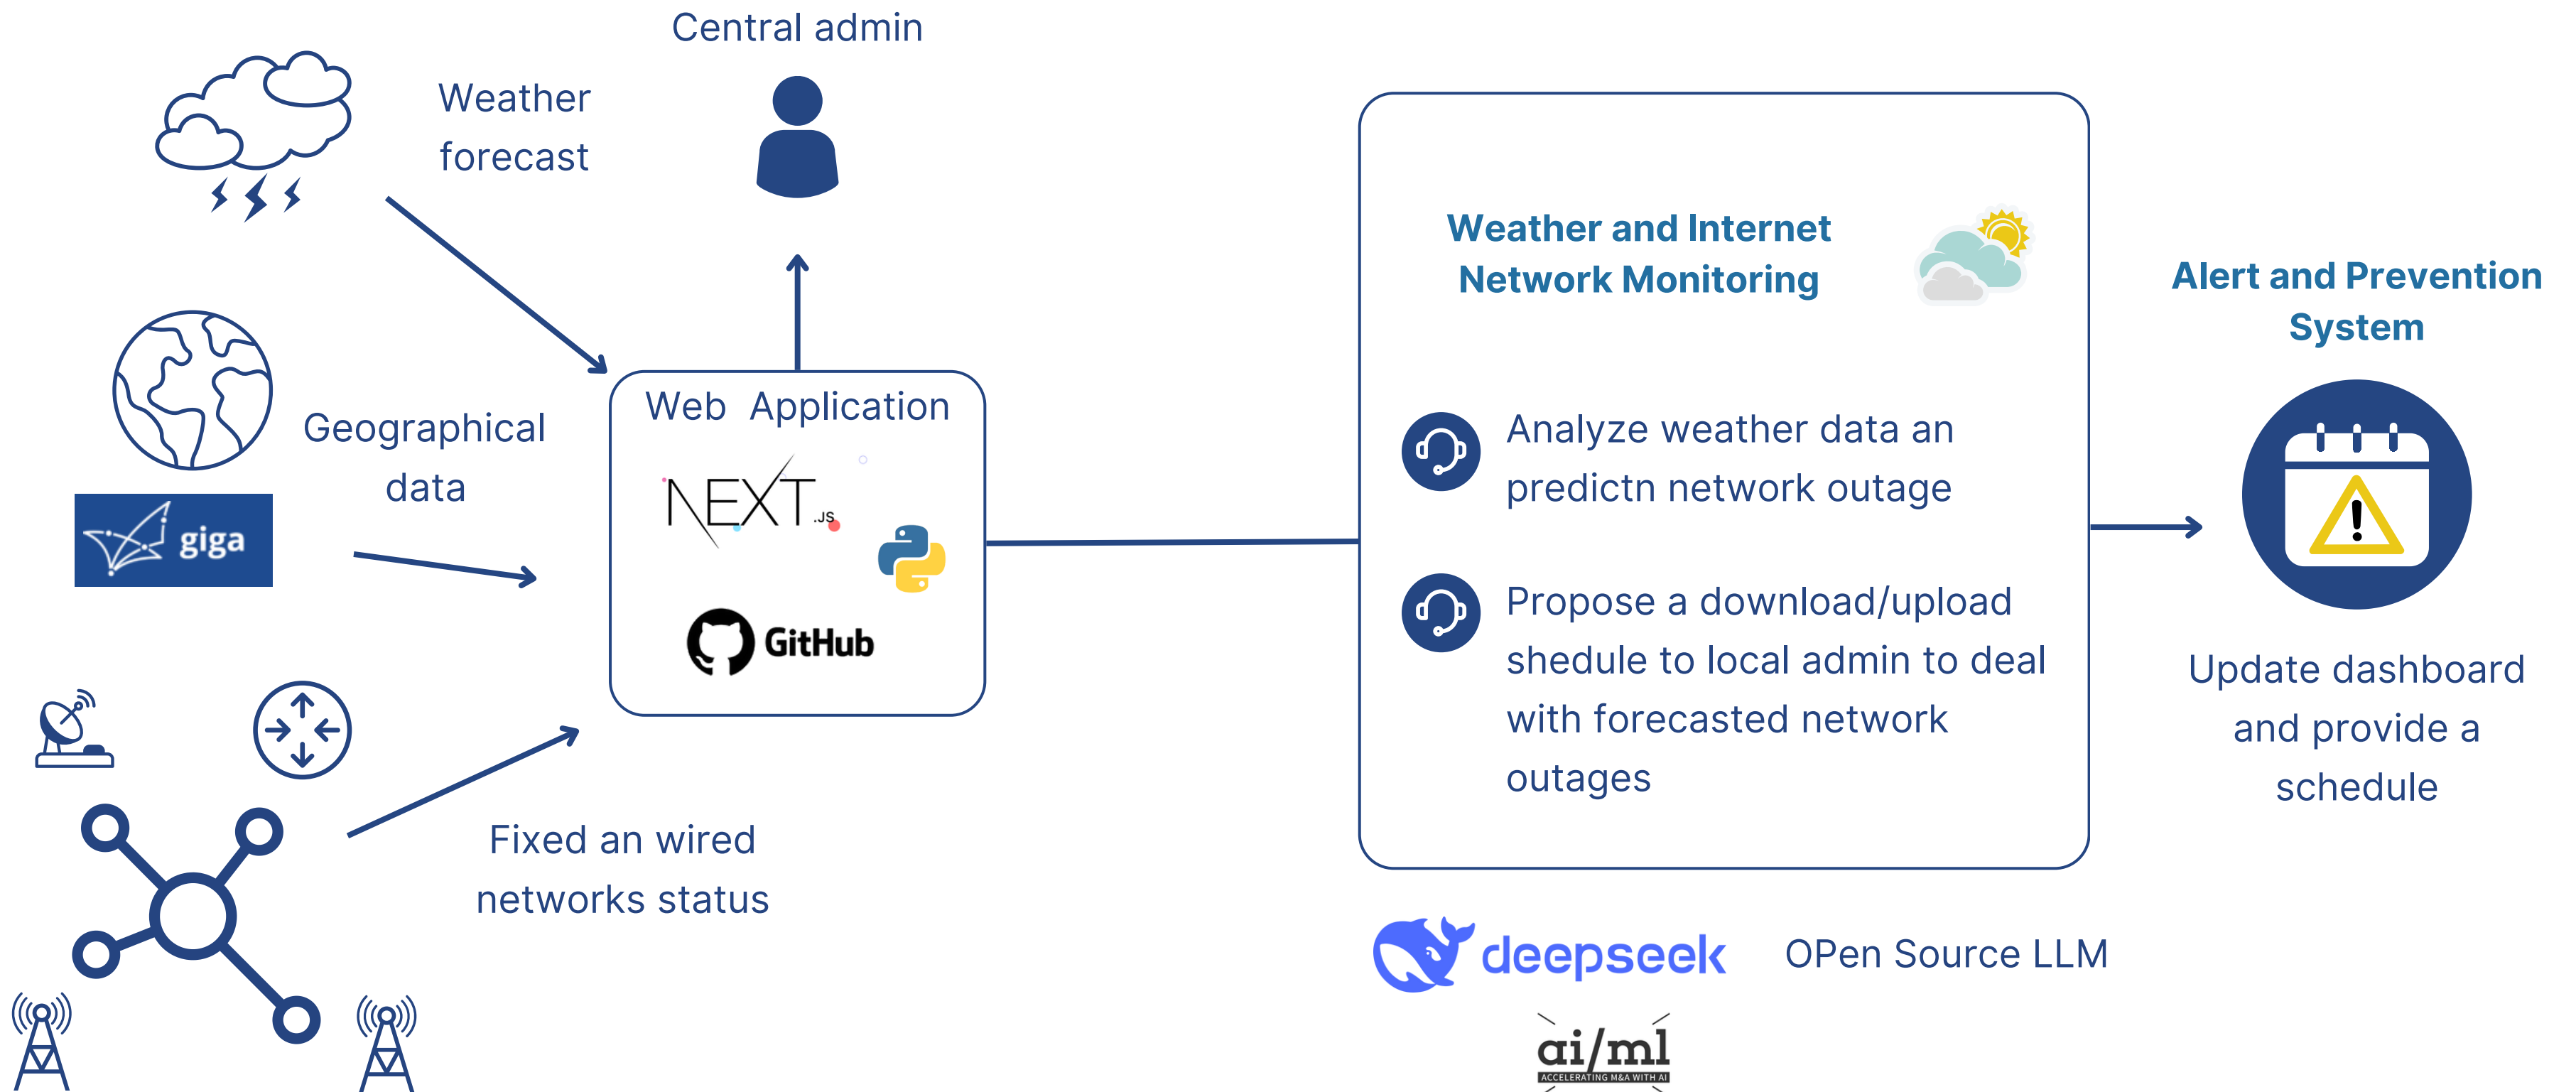 Central admin
Weather
forecast
Geographical
data
giga
Fixed an wired
networks status
Web Application
NEXT.JS
GitHub
Weather and Internet
Network Monitoring
Analyze weather data an
predictn network outage
Propose a download/upload
shedule to local admin to deal
with forecasted network
outages
deepseek
OPen Source LLM
ai/ml
ACCELERATING M&A WITH AI
Alert and Prevention
System
Update dashboard
and provide a
schedule